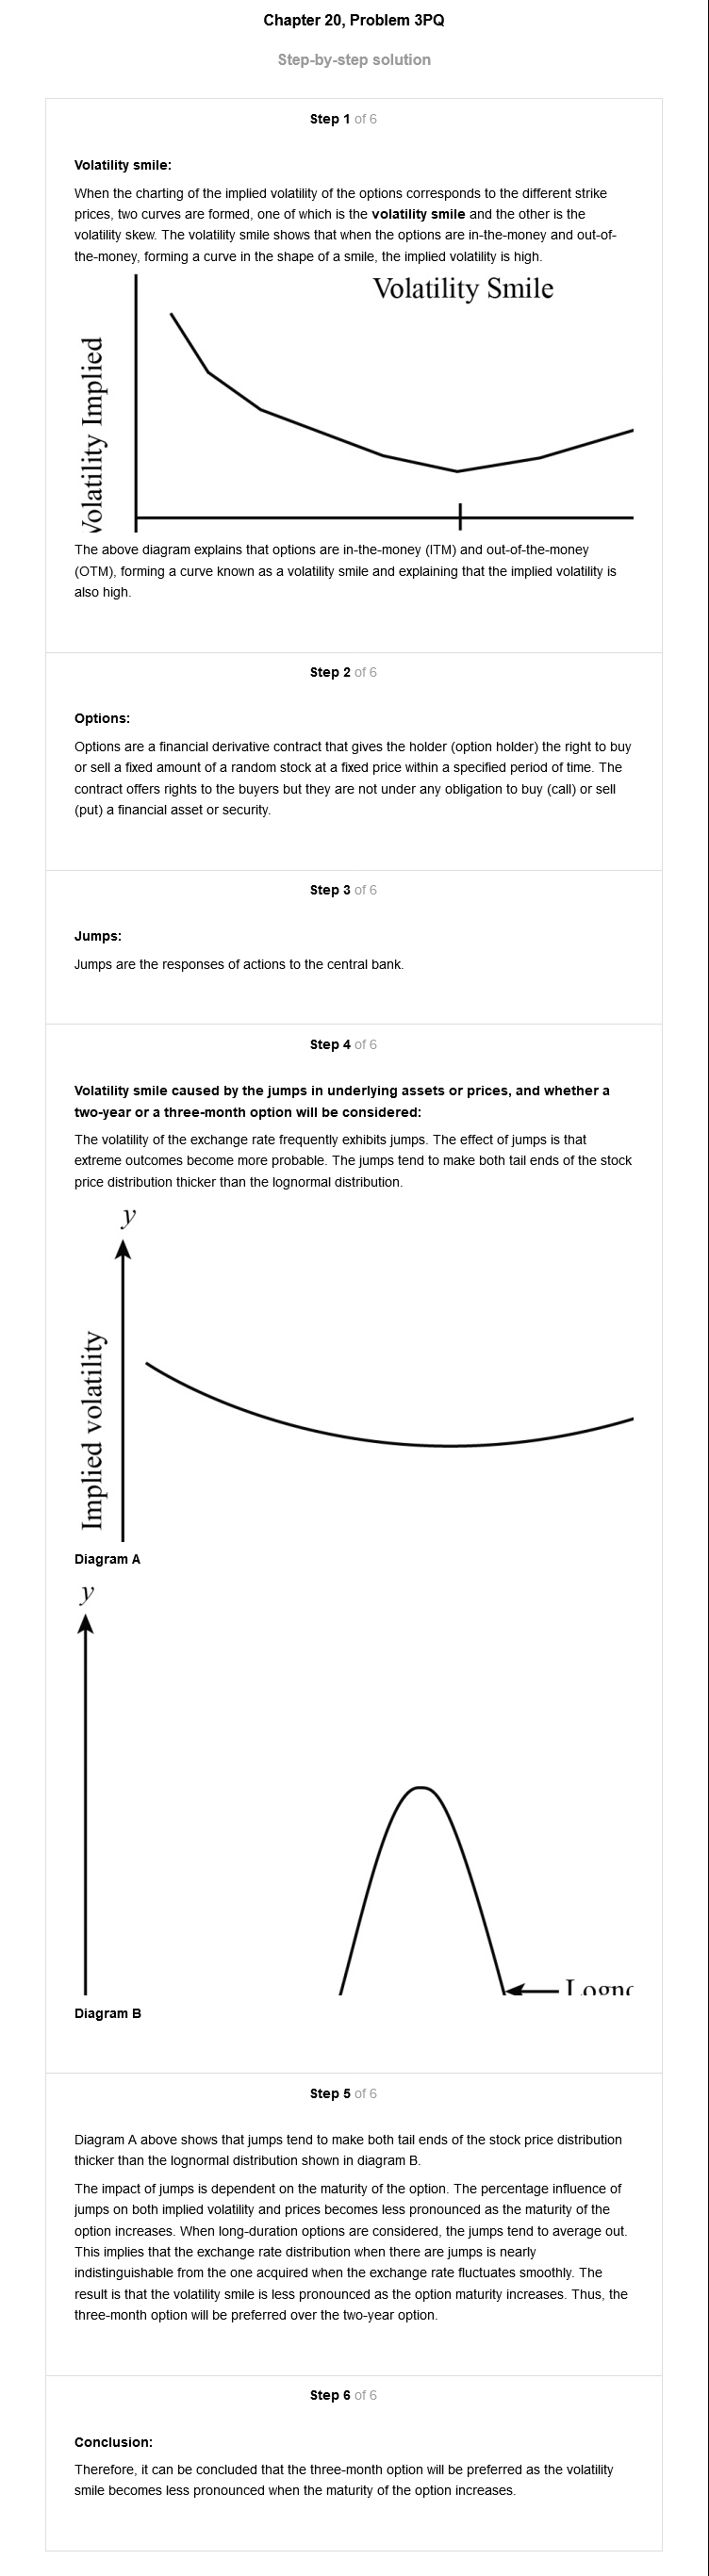 Chapter 20, Problem 3PQ
Step-by-step solution
Step 1 of 6
Volatility smile:
When the charting of the implied volatility of the options corresponds to the different strike
prices, two curves are formed, one of which is the volatility smile and the other is the
volatility skew. The volatility smile shows that when the options are in-the-money and out-of-
the-money, forming a curve in the shape of a smile, the implied volatility is high.
Volatility Smile
Volatility Implied
The above diagram explains that options are in-the-money (ITM) and out-of-the-money
(OTM), forming a curve known as a volatility smile and explaining that the implied volatility is
also high.
Step 2 of 6
Options:
Options are a financial derivative contract that gives the holder (option holder) the right to buy
or sell a fixed amount of a random stock at a fixed price within a specified period of time. The
contract offers rights to the buyers but they are not under any obligation to buy (call) or sell
(put) a financial asset or security.
Step 3 of 6
Jumps:
Jumps are the responses of actions to the central bank.
Step 4 of 6
Volatility smile caused by the jumps in underlying assets or prices, and whether a
two-year or a three-month option will be considered:
The volatility of the exchange rate frequently exhibits jumps. The effect of jumps is that
extreme outcomes become more probable. The jumps tend to make both tail ends of the stock
price distribution thicker than the lognormal distribution.
y
Implied volatility
Diagram A
y
Diagram B
Step 5 of 6
Diagram A above shows that jumps tend to make both tail ends of the stock price distribution
thicker than the lognormal distribution shown in diagram B.
The impact of jumps is dependent on the maturity of the option. The percentage influence of
jumps on both implied volatility and prices becomes less pronounced as the maturity of the
option increases. When long-duration options are considered, the jumps tend to average out.
This implies that the exchange rate distribution when there are jumps is nearly
indistinguishable from the one acquired when the exchange rate fluctuates smoothly. The
result is that the volatility smile is less pronounced as the option maturity increases. Thus, the
three-month option will be preferred over the two-year option.
Step 6 of 6
Conclusion:
Therefore, it can be concluded that the three-month option will be preferred as the volatility
smile becomes less pronounced when the maturity of the option increases.